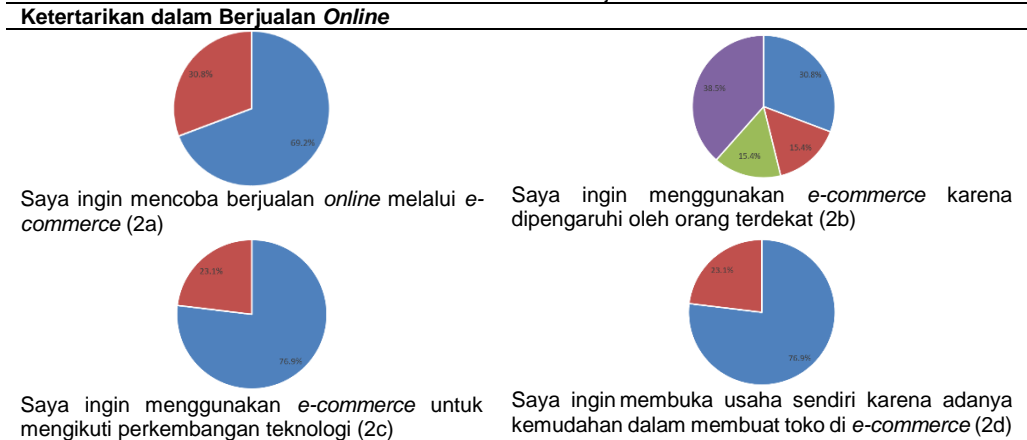 Ketertarikan dalam Berjualan Online
30.8%
69.2%
30.8%
38.5%
15.4%
15.4%
Saya ingin mencoba berjualan online melalui e-
commerce (2a)
Saya ingin menggunakan e-commerce karena
dipengaruhi oleh orang terdekat (2b)
23.1%
76.9%
23.1%
76.9%
Saya ingin menggunakan e-commerce untuk
mengikuti perkembangan teknologi (2c)
Saya ingin membuka usaha sendiri karena adanya
kemudahan dalam membuat toko di e-commerce (2d)